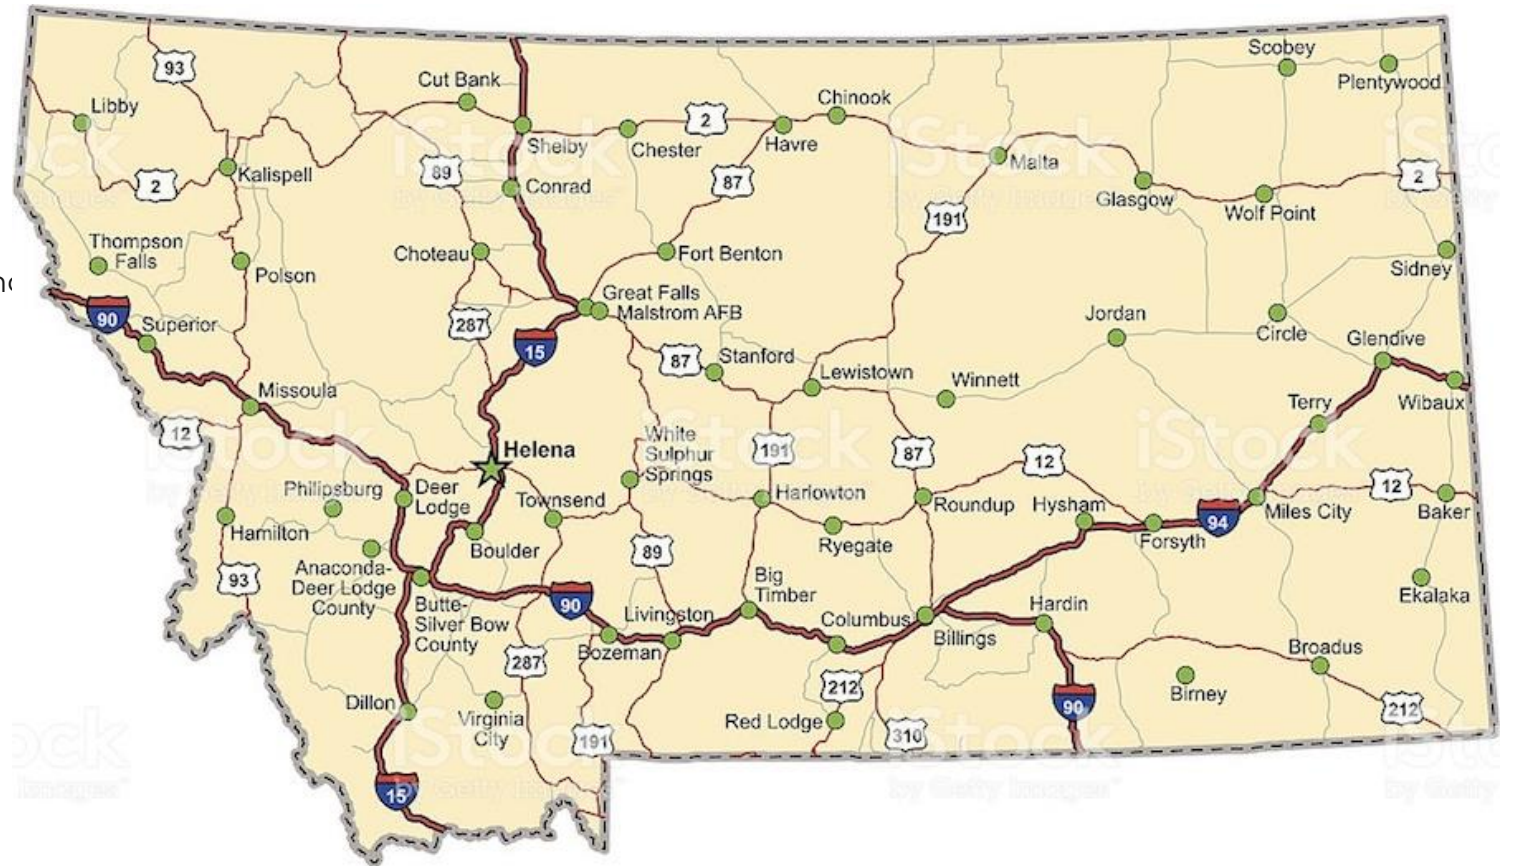 Scobey
Plentywood
93
Cut Bank
Libby
Chinook
2
Shelby
Chester
Havre
Malta
89
Conrad
87
Kalispell
2
2
Glasgow
Wolf Point
191
Thompson
Falls
Choteau
Fort Benton
Polson
Sidney
Great Falls
Malstrom AFB
90
Superior
287
15
Jordan
Circle
Glendive
87
Stanford
Lewistown
Winnett
Missoula
Terry
Wibaux
12
Helena
White
Sulphur
Springs
191
87
12
Philipsburg
Deer
Lodge
Townsend
Harlowton
Roundup
Hysham
12
Miles City
Baker
94
Hamilton
Boulder
Ryegate
Forsyth
Anaconda-
Deer Lodge
County
89
93
Big
Timber
Ekalaka
Butte-
Silver Bow
County
90
Livingston
Columbus
Hardin
Billings
Bozeman
Broadus
287
212
Birney
Dillon
Virginia
City
Red Lodge
90
212
191
310
15
iStock
by Getty Images™